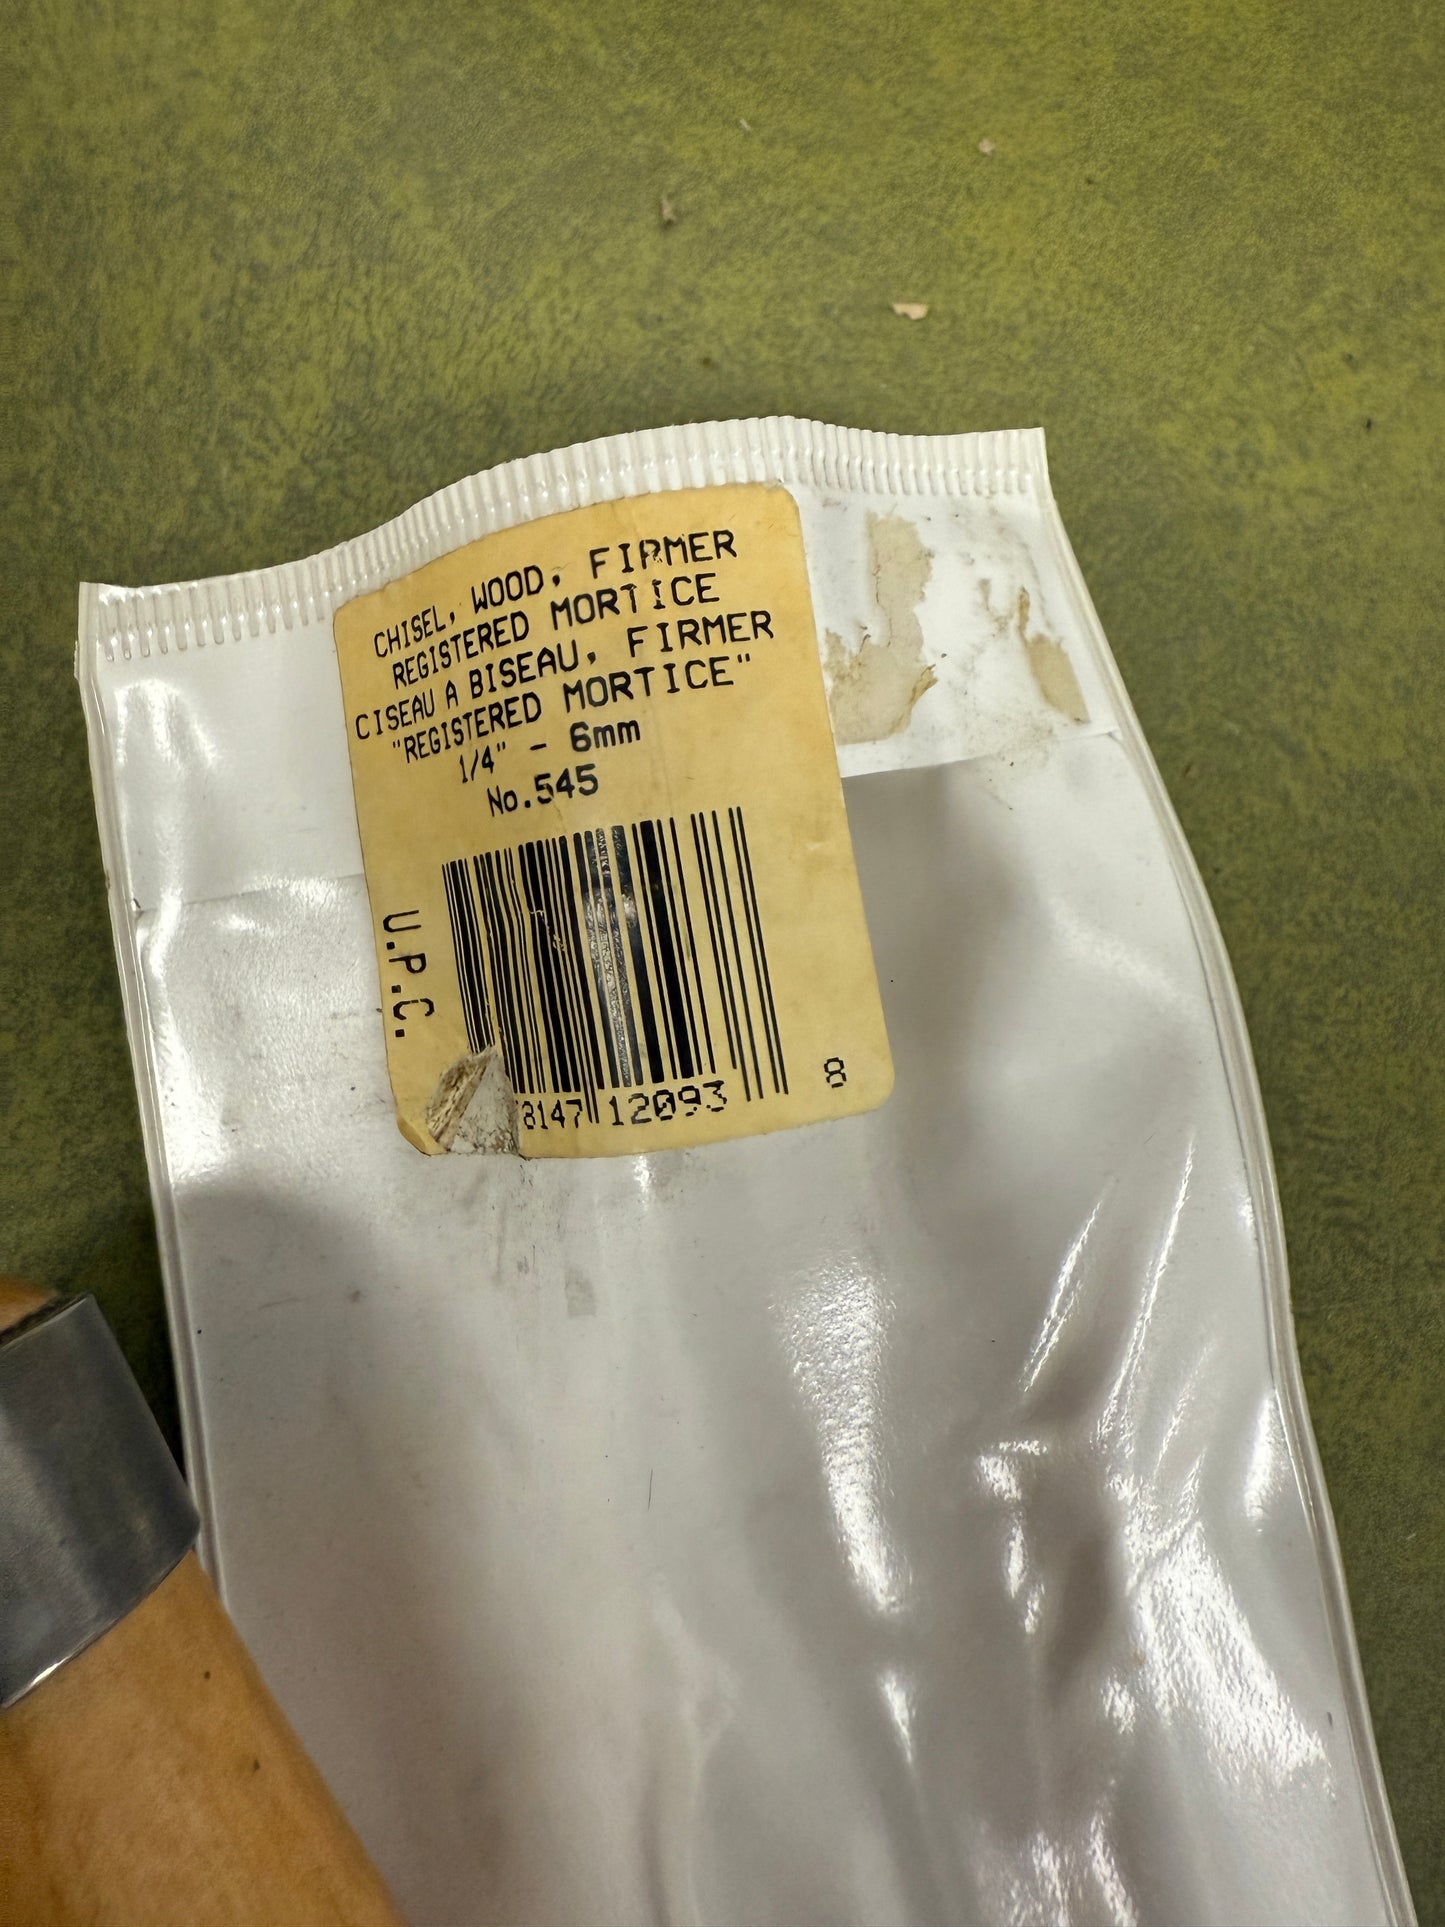 CHISEL, WOOD, FIRMER
REGISTERED MORTICE
CISEAU A BISEAU, FIRMER
"REGISTERED MORTICE"
1/4" - 6mm
No.545
U.P.C.
8147 12093 8